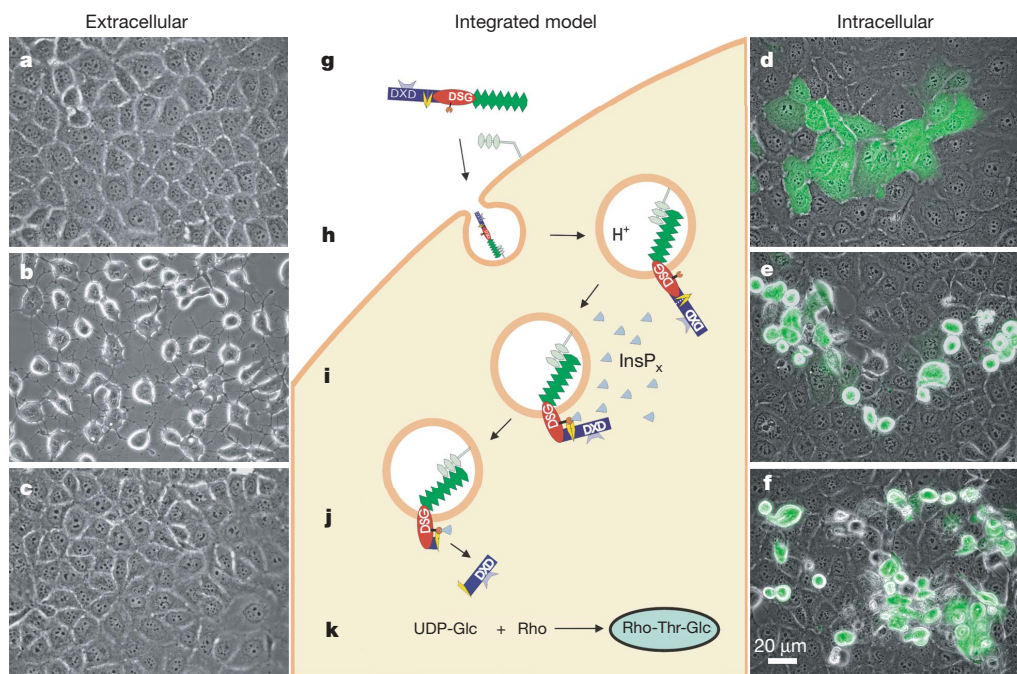 Extracellular
Integrated model
Intracellular
a
b
c
g
DXD
DSG
h
H+
DSG
DXD
i
InsPx
DSG
DXD
j
DSG
DXD
k
UDP-Glc + Rho
Rho-Thr-Glc
d
e
f
20 μm